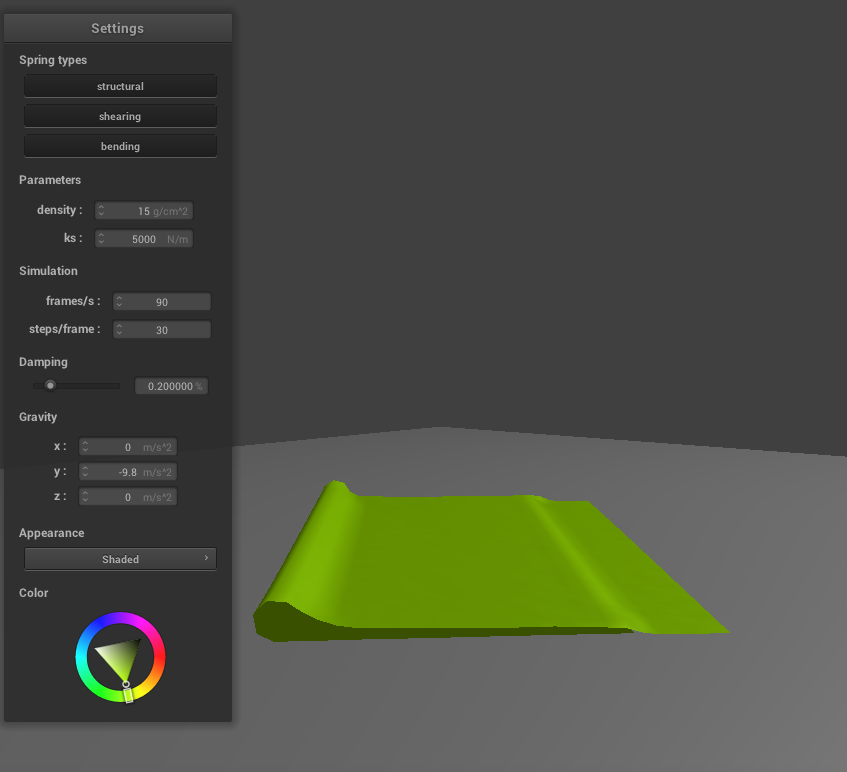 Settings
Spring types
structural
shearing
bending
Parameters
density : 15 g/cm^2
ks : 5000 N/m
Simulation
frames/s : 90
steps/frame : 30
Damping
0.200000 %
Gravity
x : 0 m/s^2
y : -9.8 m/s^2
z : 0 m/s^2
Appearance
Shaded
Color